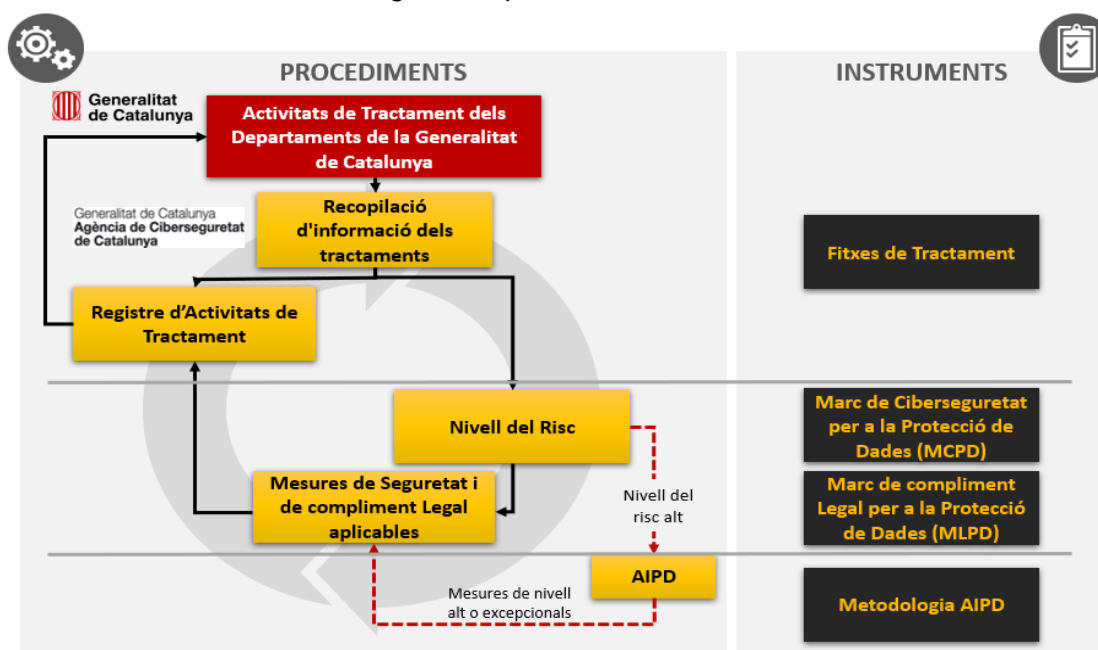 PROCEDIMENTS
INSTRUMENTS
Generalitat
de Catalunya
Activitats de Tractament dels
Departaments de la Generalitat
de Catalunya
Generalitat de Catalunya
Agència de Ciberseguretat
de Catalunya
Recopilació
d'informació dels
tractaments
Fitxes de Tractament
Registre d’Activitats de
Tractament
Nivell del Risc
Marc de Ciberseguretat
per a la Protecció de
Dades (MCPD)
Mesures de Seguretat i
de compliment Legal
aplicables
Nivell del
risc alt
Marc de compliment
Legal per a la Protecció
de Dades (MLPD)
AIPD
Mesures de nivell
alt o excepcionals
Metodologia AIPD